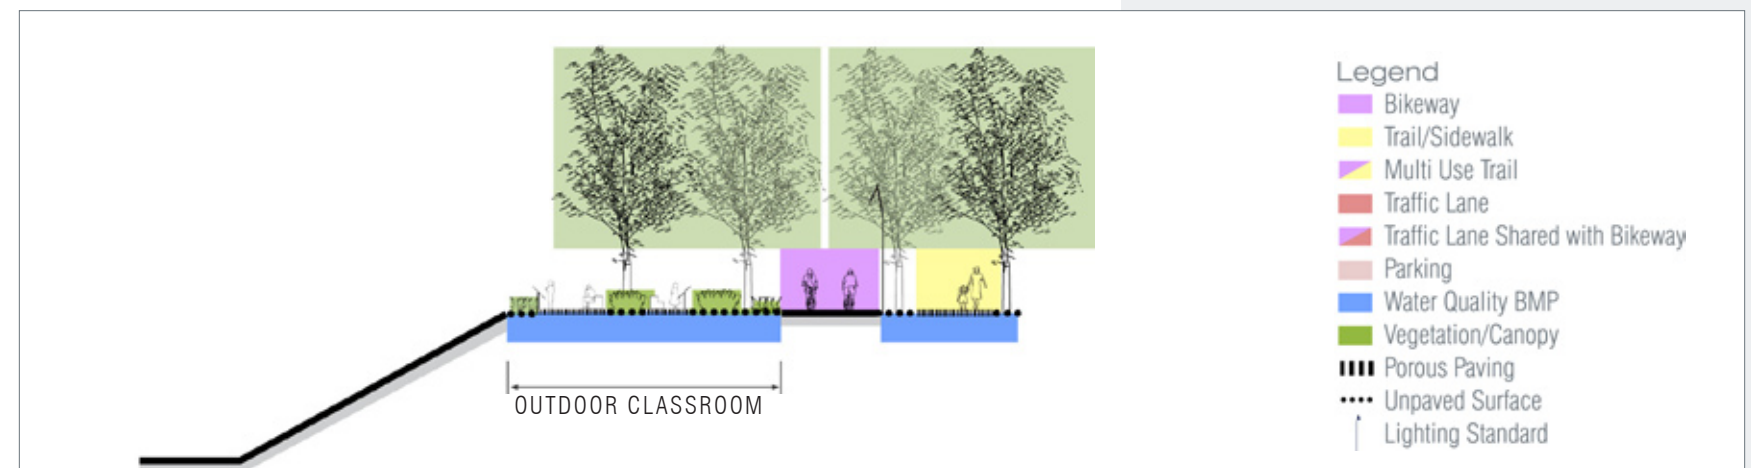 Legend
Bikeway
Trail/Sidewalk
Multi Use Trail
Traffic Lane
Traffic Lane Shared with Bikeway
Parking
Water Quality BMP
Vegetation/Canopy
Porous Paving
Unpaved Surface
Lighting Standard
OUTDOOR CLASSROOM